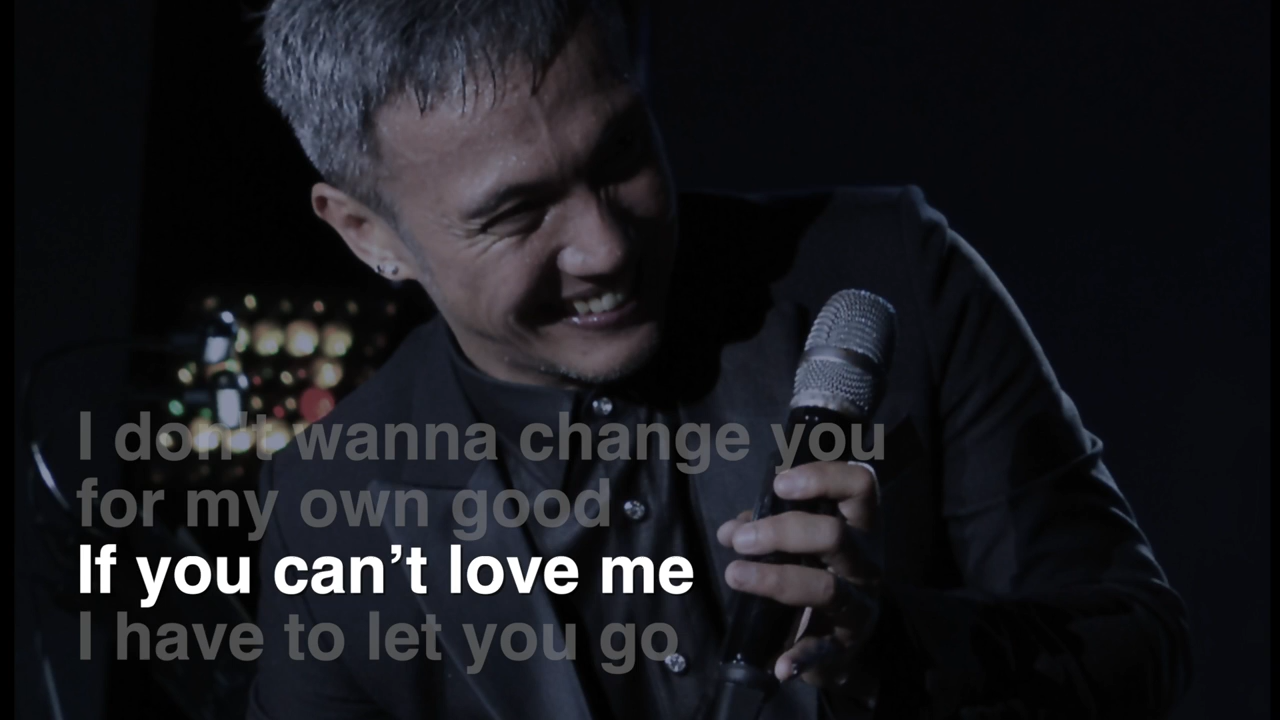 I don't wanna change you
for my own good
If you can’t love me
I have to let you go